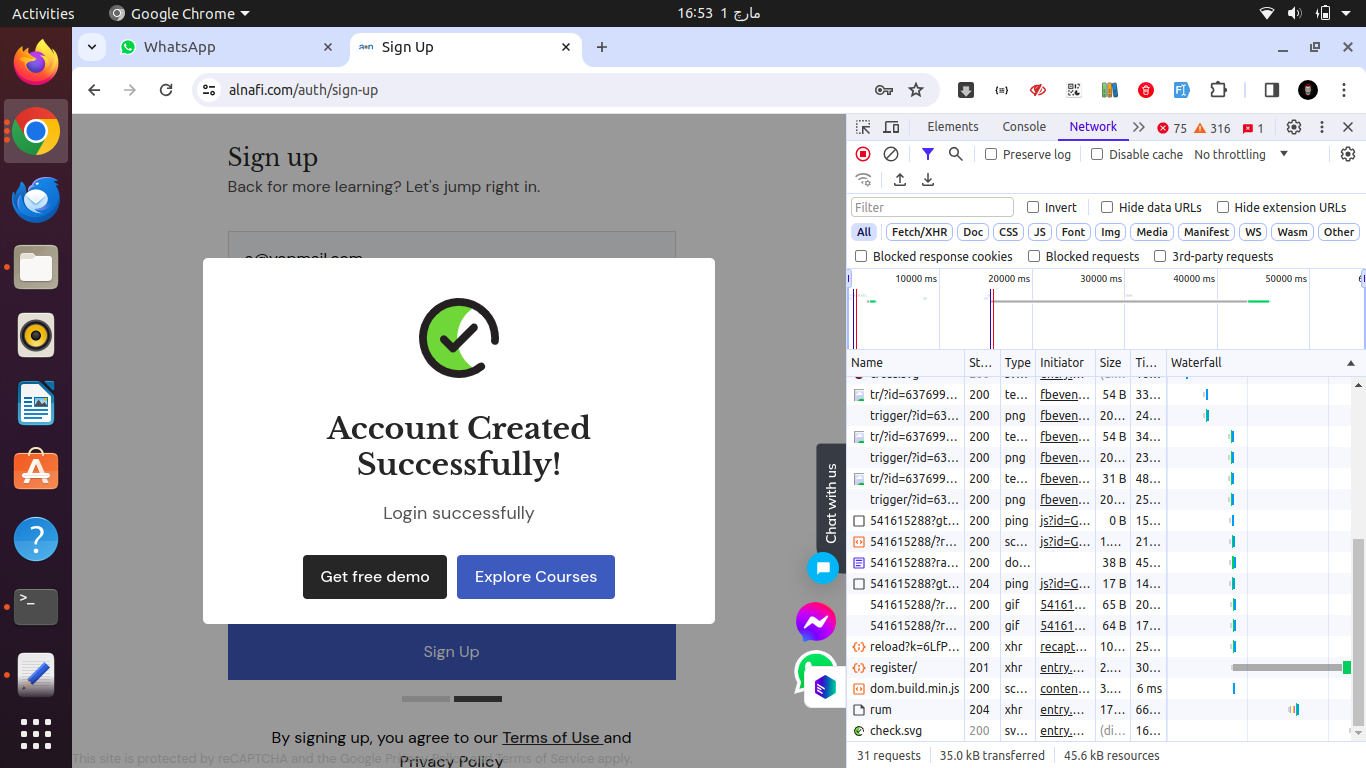 Activities
Google Chrome
16:53 1 مارچ
WhatsApp
Sign Up
alnafi.com/auth/sign-up
Sign up
Back for more learning? Let's jump right in.
Account Created
Successfully!
Login successfully
Get free demo
Explore Courses
Sign Up
By signing up, you agree to our Terms of Use and
Privacy Policy
This site is protected by reCAPTCHA and the Google Privacy Policy and Terms of Service apply.
Chat with us
Elements Console Network 75 316 1
Preserve log Disable cache No throttling
Filter Invert Hide data URLs Hide extension URLs
All Fetch/XHR Doc CSS JS Font Img Media Manifest WS Wasm Other
Blocked response cookies Blocked requests 3rd-party requests
10000 ms 20000 ms 30000 ms 40000 ms 50000 ms
Name St... Type Initiator Size Ti... Waterfall
tr/?id=637699... 200 te... fbeven... 54 B 33...
trigger/?id=63... 200 png fbeven... 20... 24...
tr/?id=637699... 200 te... fbeven... 54 B 34...
trigger/?id=63... 200 png fbeven... 20... 23...
tr/?id=637699... 200 te... fbeven... 31 B 48...
trigger/?id=63... 200 png fbeven... 20... 25...
541615288?gt... 200 ping js?id=G... 0 B 15...
541615288/?r... 200 sc... js?id=G... 1.... 21...
541615288?ra... 200 do... 38 B 45...
541615288?gt... 204 ping js?id=G... 17 B 14...
541615288/?r... 200 gif 54161... 65 B 20...
541615288/?r... 200 gif 54161... 64 B 17...
reload?k=6LfP... 200 xhr recapt... 10... 25...
register/ 201 xhr entry.... 2.... 30...
dom.build.min.js 200 sc... conten... 3.... 6 ms
rum 204 xhr entry.... 17... 66...
check.svg 200 sv... entry.... (di... 16...
31 requests 35.0 kB transferred 45.6 kB resources